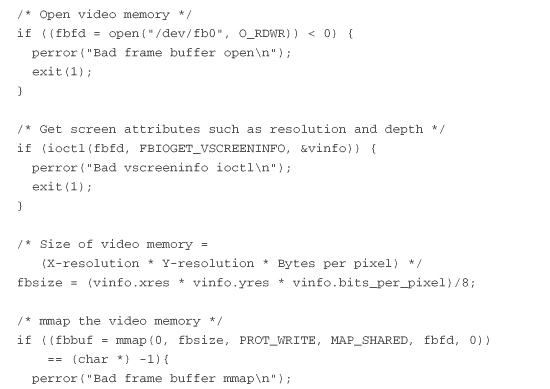 /* Open video memory */
if ((fbfd = open("/dev/fb0", O_RDWR)) < 0) {
perror("Bad frame buffer open\n");
exit(1);
}
/* Get screen attributes such as resolution and depth */
if (ioctl(fbfd, FBIOGET_VSCREENINFO, &vinfo)) {
perror("Bad vscreeninfo ioctl\n");
exit(1);
}
/* Size of video memory =
(X-resolution * Y-resolution * Bytes per pixel) */
fbsize = (vinfo.xres * vinfo.yres * vinfo.bits_per_pixel)/8;
/* mmap the video memory */
if ((fbbuf = mmap(0, fbsize, PROT_WRITE, MAP_SHARED, fbfd, 0))
== (char *) -1){
perror("Bad frame buffer mmap\n");